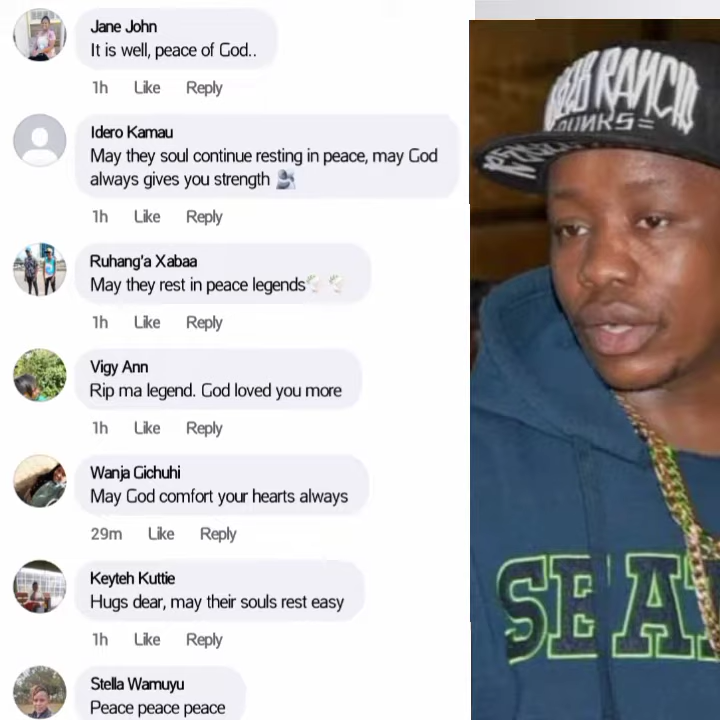 Jane John
It is well, peace of God..
1h Like Reply
Idero Kamau
May they soul continue resting in peace, may God
always gives you strength 🫂
1h Like Reply
Ruhang'a Xabaa
May they rest in peace legends🕊️🕊️
1h Like Reply
Vigy Ann
Rip ma legend. God loved you more
1h Like Reply
Wanja Gichuhi
May God comfort your hearts always
29m Like Reply
Keyteh Kuttie
Hugs dear, may their souls rest easy
1h Like Reply
Stella Wamuyu
Peace peace peace
RANCID
PUNKS=
SEA